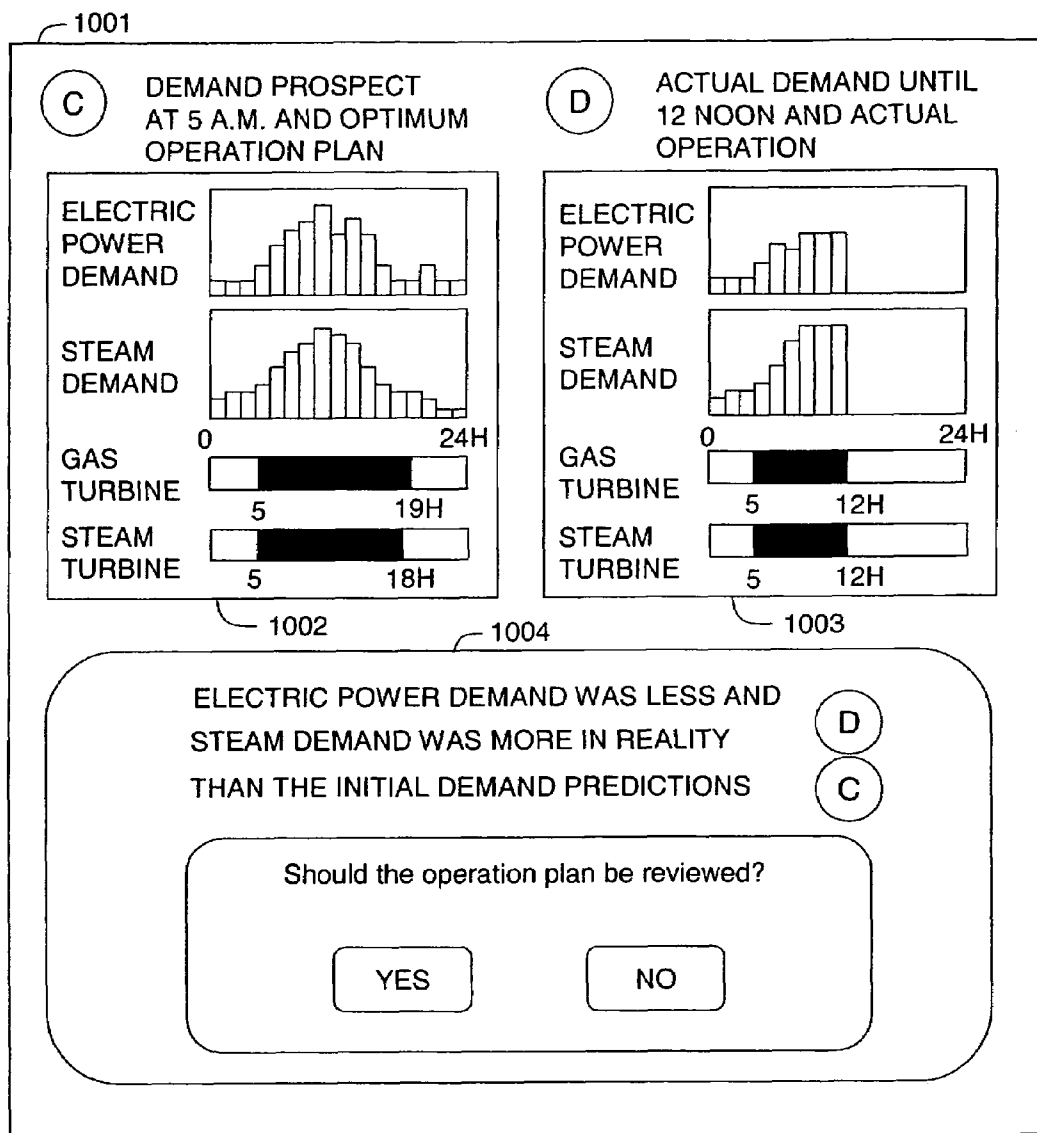 1001
C
DEMAND PROSPECT
AT 5 A.M. AND OPTIMUM
OPERATION PLAN
ELECTRIC
POWER
DEMAND
STEAM
DEMAND
0
24H
GAS
TURBINE
5
19H
STEAM
TURBINE
5
18H
1002
D
ACTUAL DEMAND UNTIL
12 NOON AND ACTUAL
OPERATION
ELECTRIC
POWER
DEMAND
STEAM
DEMAND
0
24H
GAS
TURBINE
5
12H
STEAM
TURBINE
5
12H
1003
1004
ELECTRIC POWER DEMAND WAS LESS AND
STEAM DEMAND WAS MORE IN REALITY
D
THAN THE INITIAL DEMAND PREDICTIONS
C
Should the operation plan be reviewed?
YES
NO